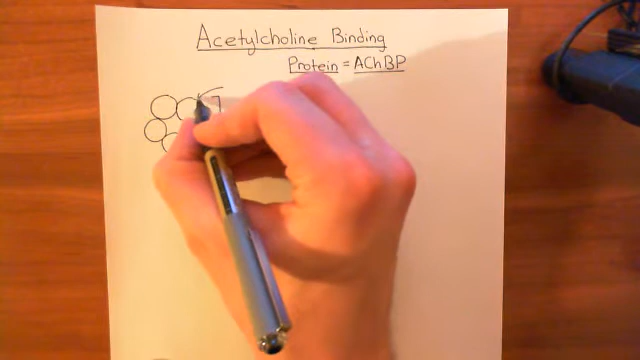 Acetylcholine Binding
Protein = AChBP